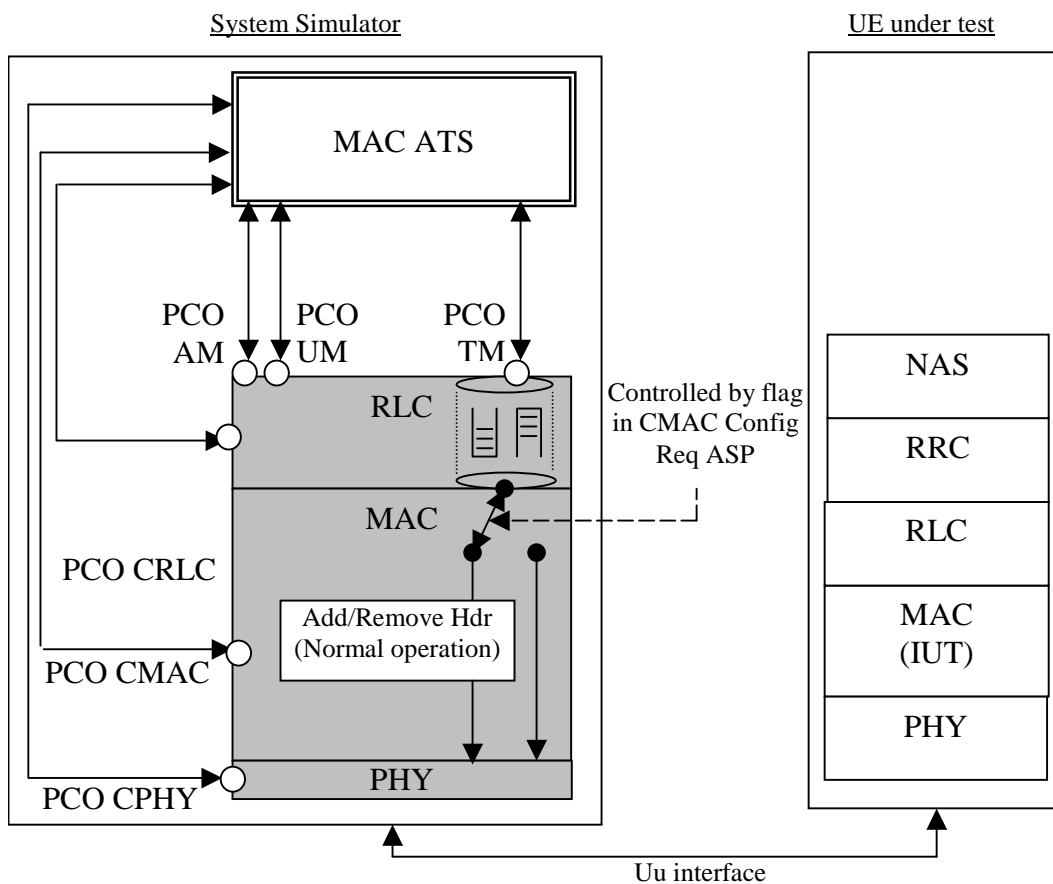 System Simulator
UE under test
MAC ATS
PCO
AM
PCO
UM
PCO
TM
RLC
Controlled by flag
in CMAC Config
Req ASP
MAC
PCO CRLC
Add/Remove Hdr
(Normal operation)
PCO CMAC
PHY
PCO CPHY
NAS
RRC
RLC
MAC
(IUT)
PHY
Uu interface